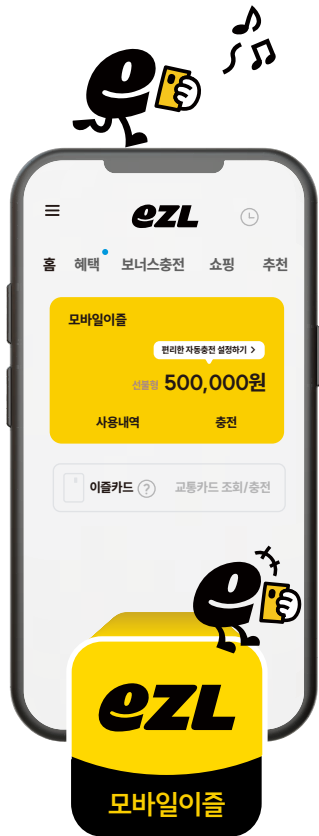 eZL
홈 혜택 보너스충전 쇼핑 추천
모바일이즐
편리한 자동충전 설정하기 >
선불형 500,000원
사용내역 충전
이즐카드 ? 교통카드 조회/충전
eZL
모바일이즐